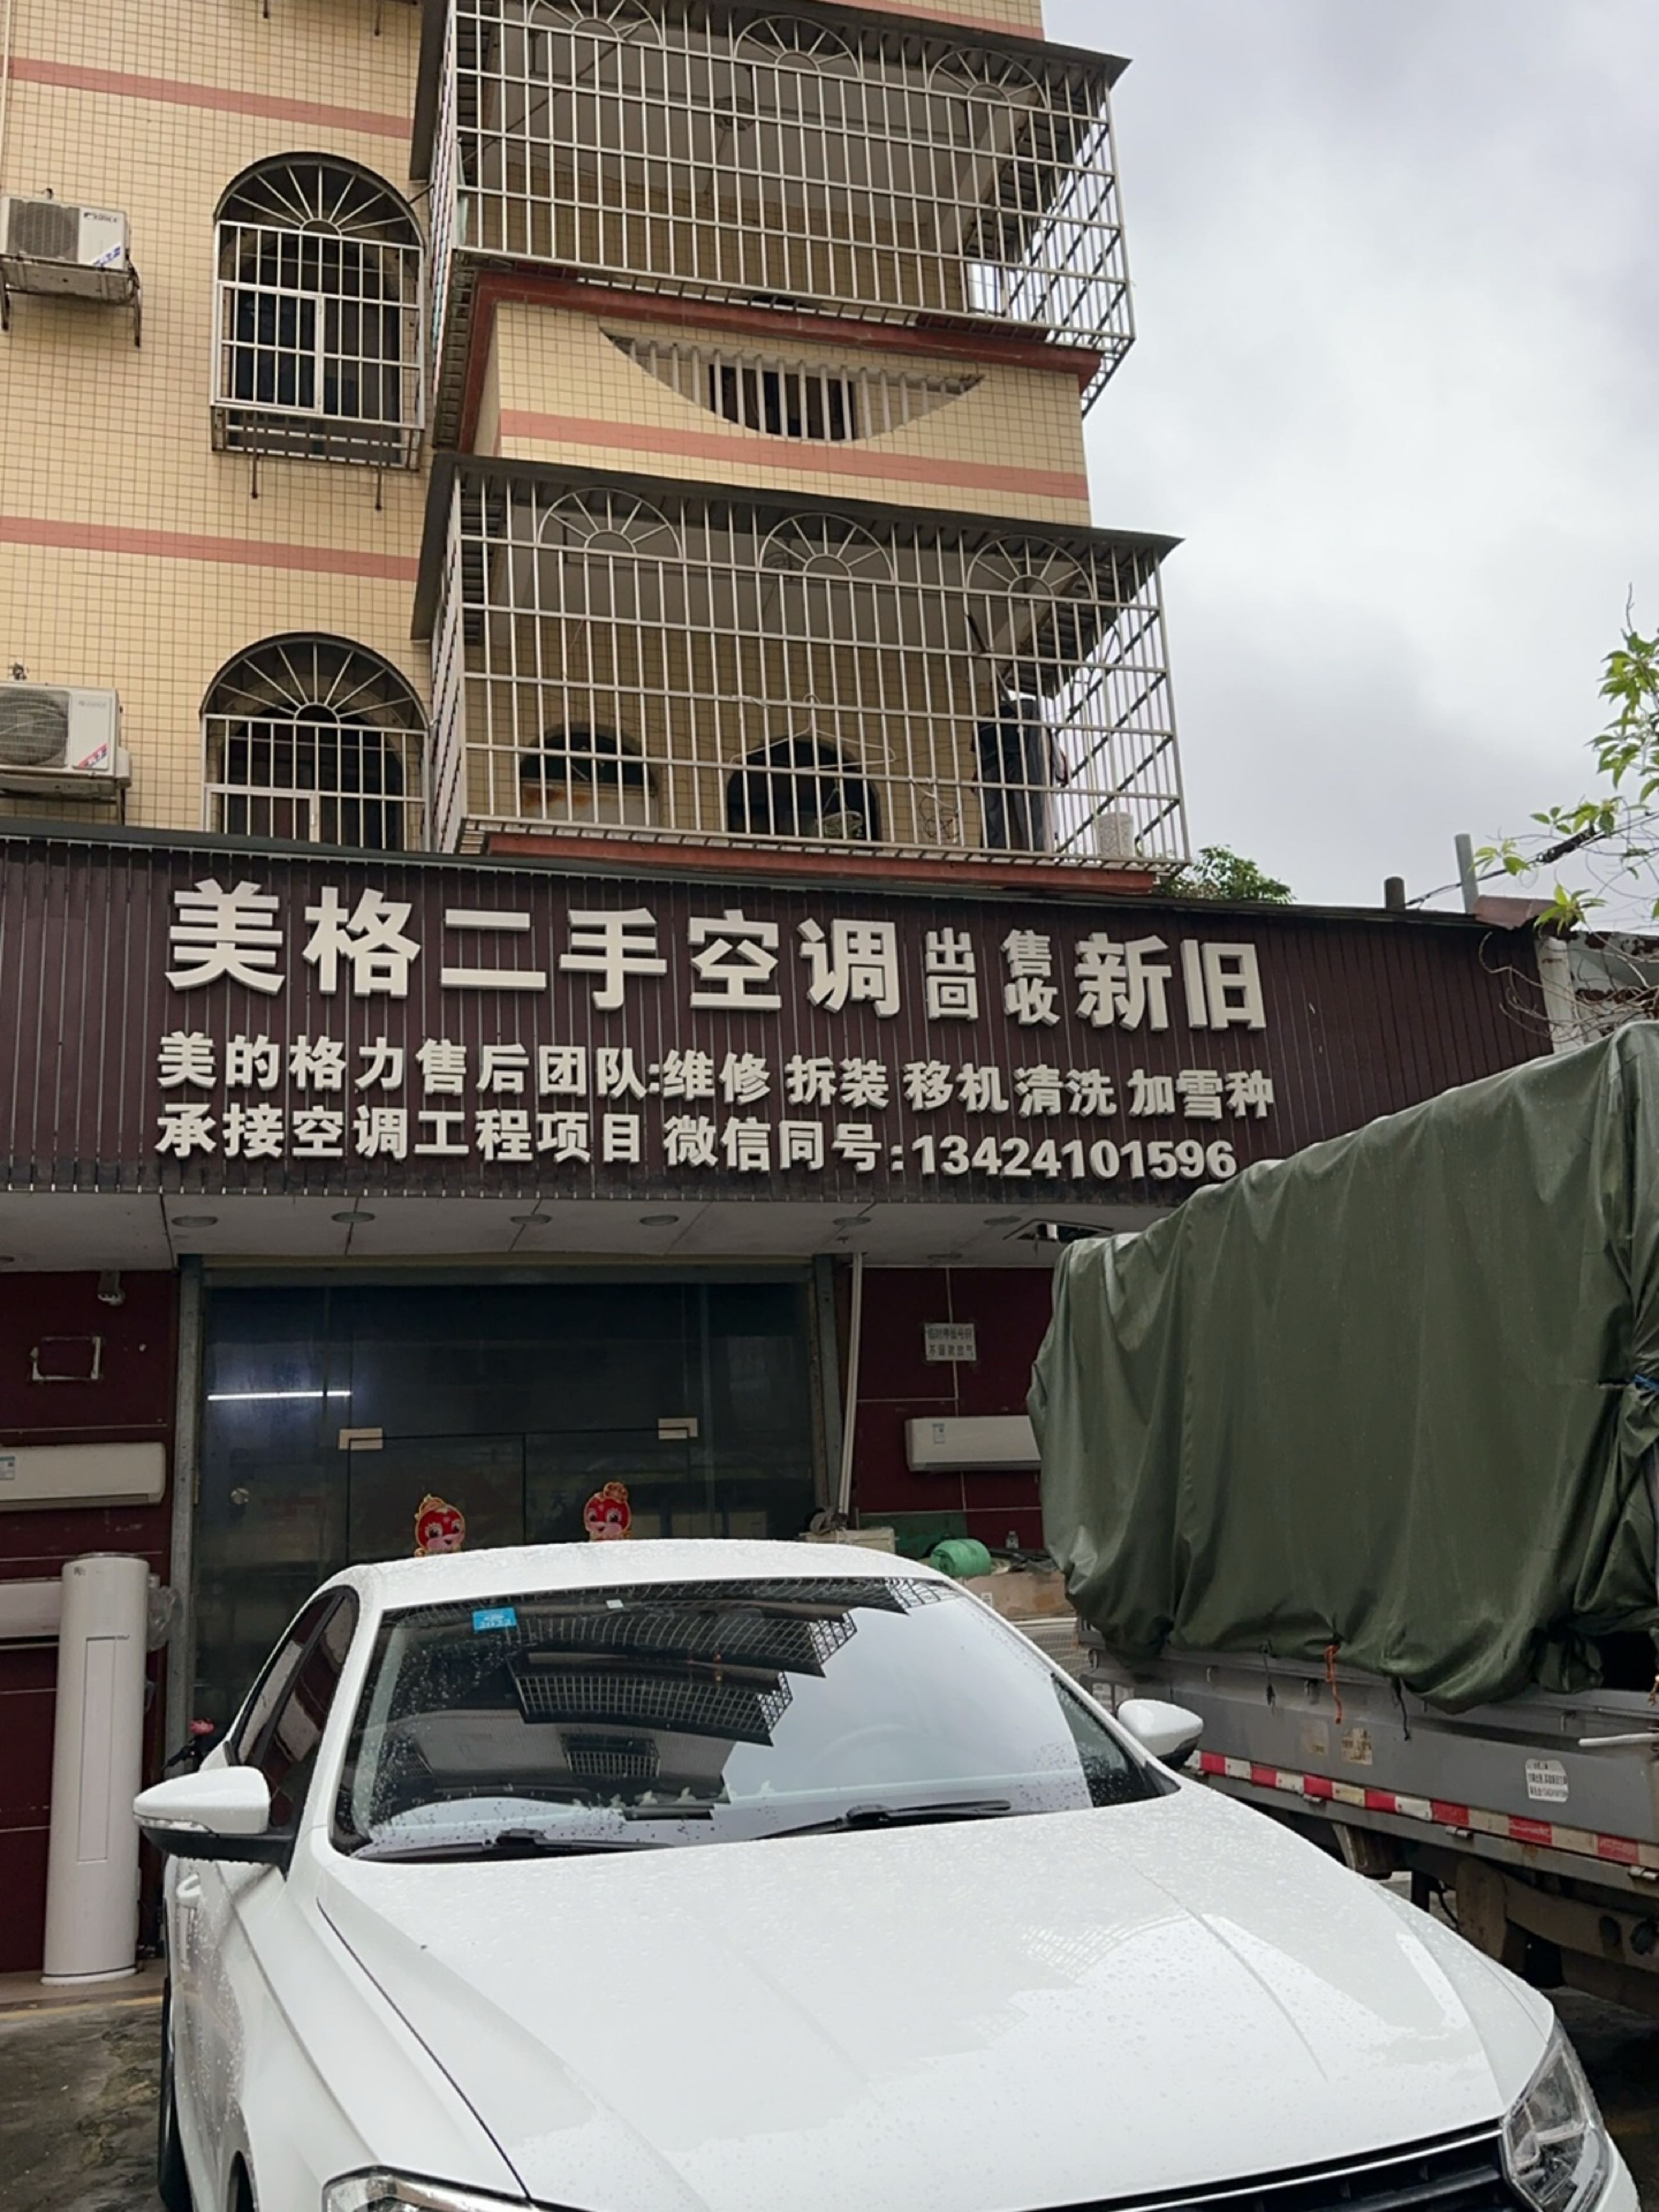 美格二手空调 出售 回收 新旧
美的格力售后团队:维修 拆装 移机 清洗 加雪种
承接空调工程项目 微信同号:13424101596